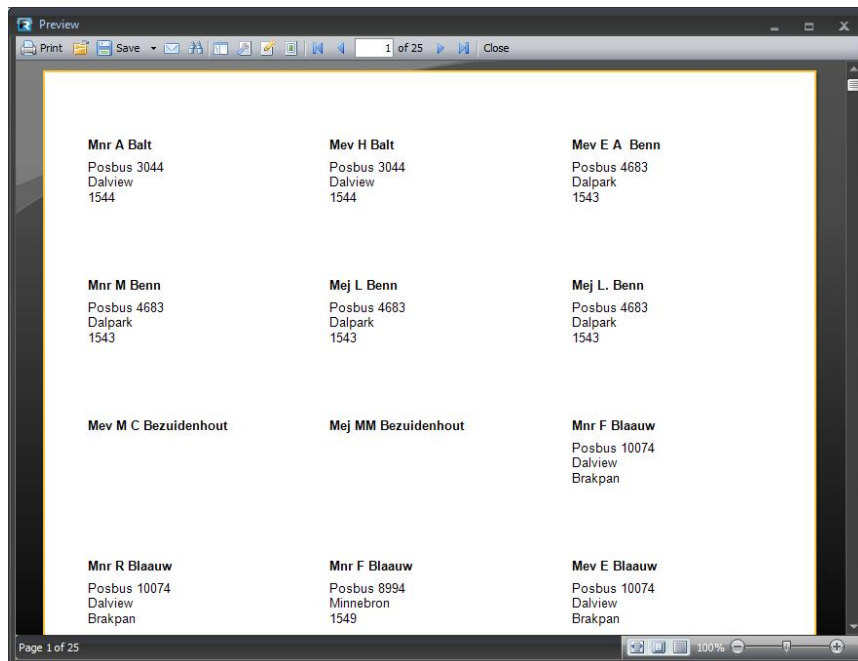 Preview
Print Save 1 of 25 Close
Mnr A Balt Mev H Balt Mev E A Benn
Posbus 3044 Posbus 3044 Posbus 4683
Dalview Dalview Dalpark
1544 1544 1543
Mnr M Benn Mej L Benn Mej L. Benn
Posbus 4683 Posbus 4683 Posbus 4683
Dalpark Dalpark Dalpark
1543 1543 1543
Mev M C Bezuidenhout Mej MM Bezuidenhout Mnr F Blaauw
Posbus 10074
Dalview
Brakpan
Mnr R Blaauw Mnr F Blaauw Mev E Blaauw
Posbus 10074 Posbus 8994 Posbus 10074
Dalview Minnebron Dalview
Brakpan 1549 Brakpan
Page 1 of 25 100%